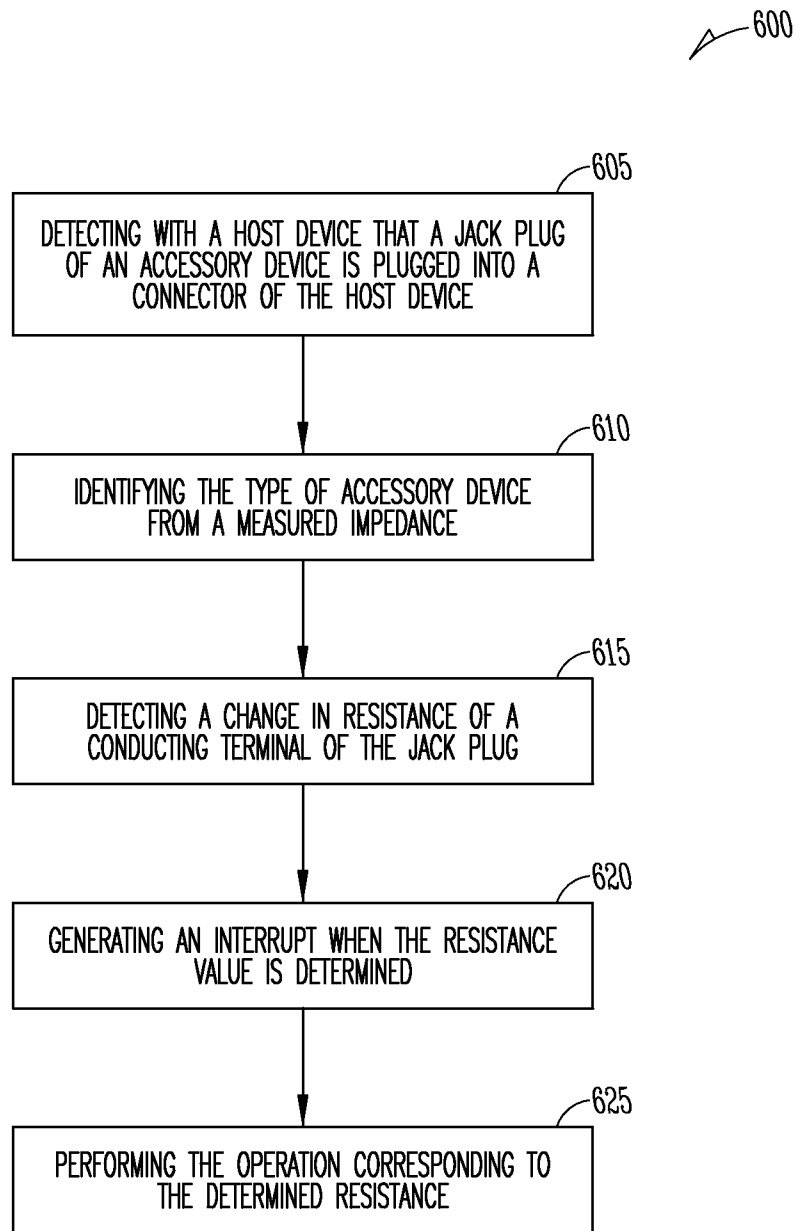 600
605
DETECTING WITH A HOST DEVICE THAT A JACK PLUG
OF AN ACCESSORY DEVICE IS PLUGGED INTO A
CONNECTOR OF THE HOST DEVICE
610
IDENTIFYING THE TYPE OF ACCESSORY DEVICE
FROM A MEASURED IMPEDANCE
615
DETECTING A CHANGE IN RESISTANCE OF A
CONDUCTING TERMINAL OF THE JACK PLUG
620
GENERATING AN INTERRUPT WHEN THE RESISTANCE
VALUE IS DETERMINED
625
PERFORMING THE OPERATION CORRESPONDING TO
THE DETERMINED RESISTANCE